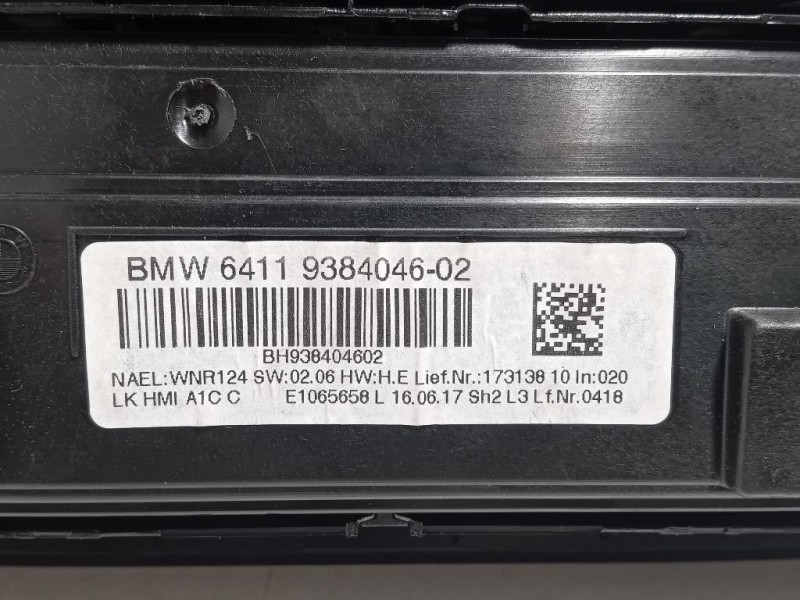 BMW 6411 9384046-02
BH938404602
NAEL:WNR124 SW:02.06 HW:H.E Lief.Nr.:173138 10 In:020
LK HMI A1C C E1065658 L 16.06.17 Sh2 L3 Lf.Nr.0418